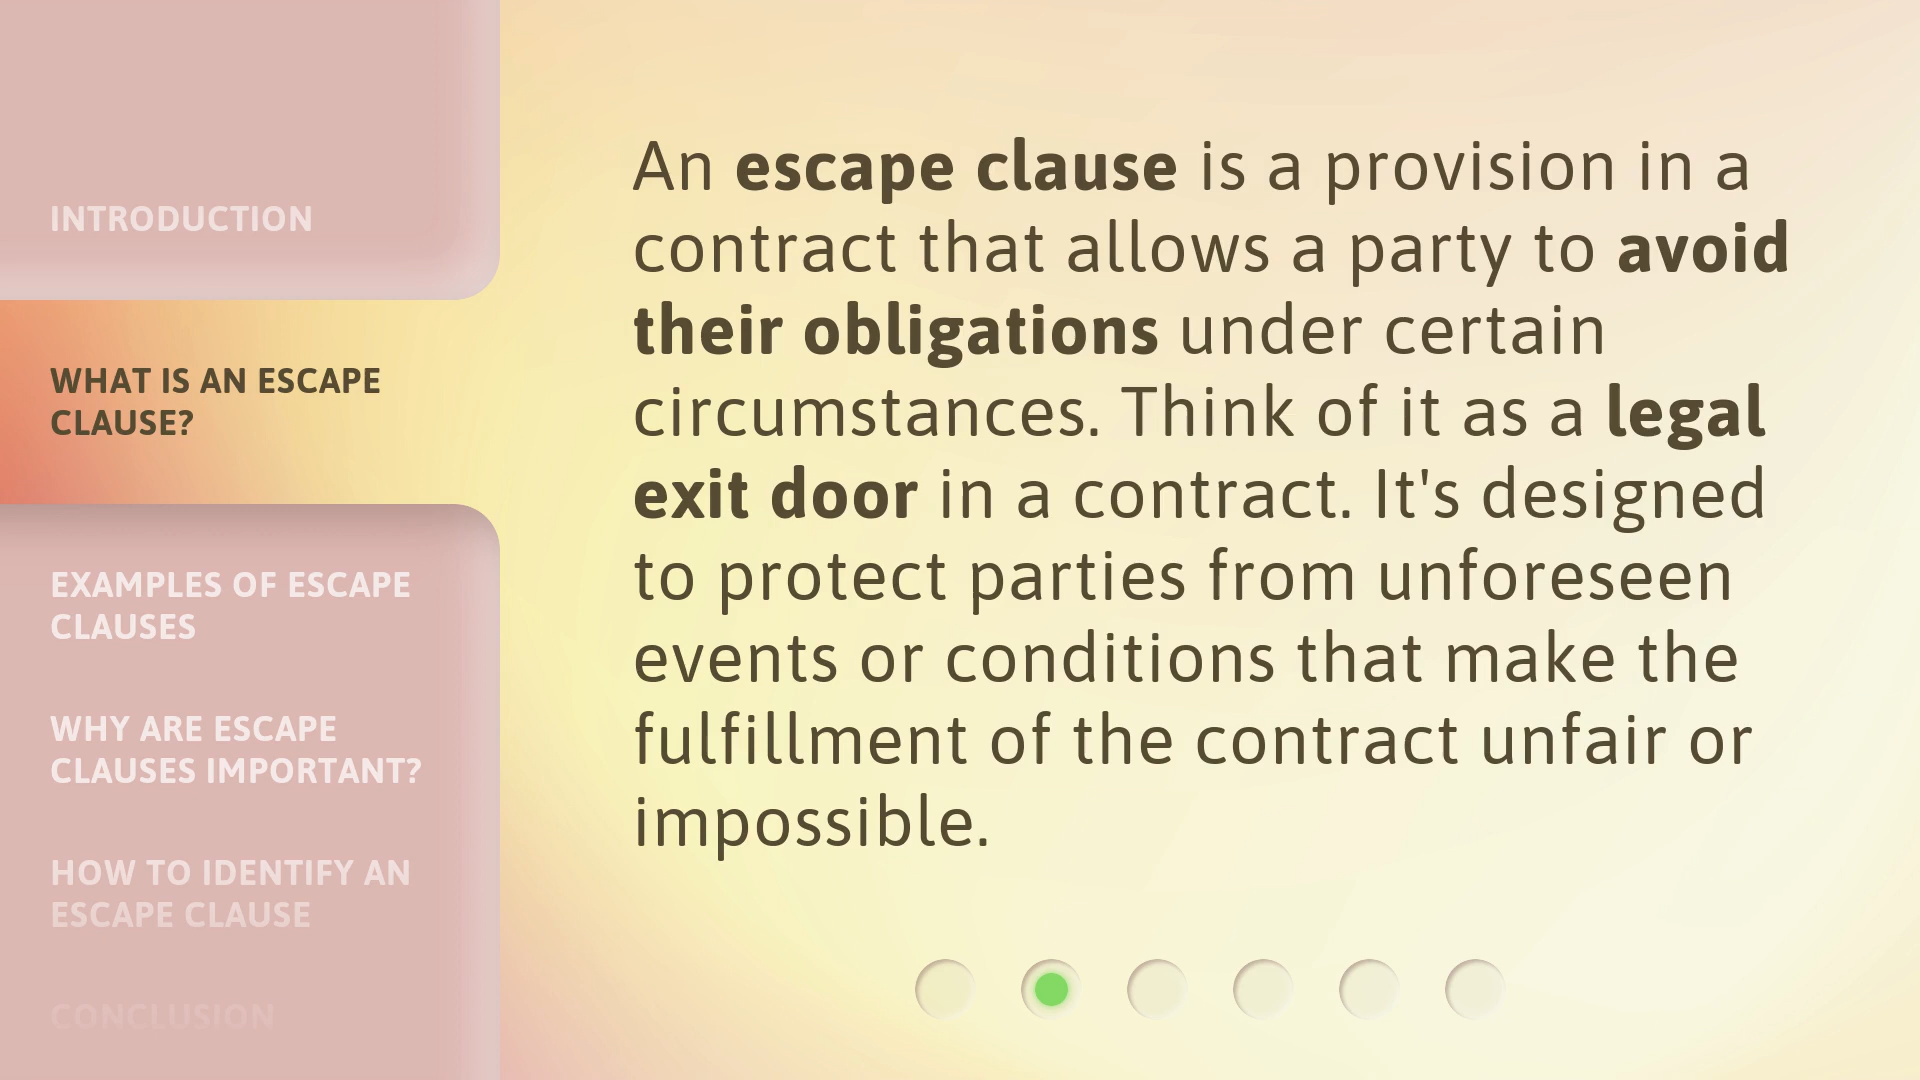 INTRODUCTION
WHAT IS AN ESCAPE
CLAUSE?
EXAMPLES OF ESCAPE
CLAUSES
WHY ARE ESCAPE
CLAUSES IMPORTANT?
HOW TO IDENTIFY AN
ESCAPE CLAUSE
CONCLUSION
An escape clause is a provision in a
contract that allows a party to avoid
their obligations under certain
circumstances. Think of it as a legal
exit door in a contract. It's designed
to protect parties from unforeseen
events or conditions that make the
fulfillment of the contract unfair or
impossible.